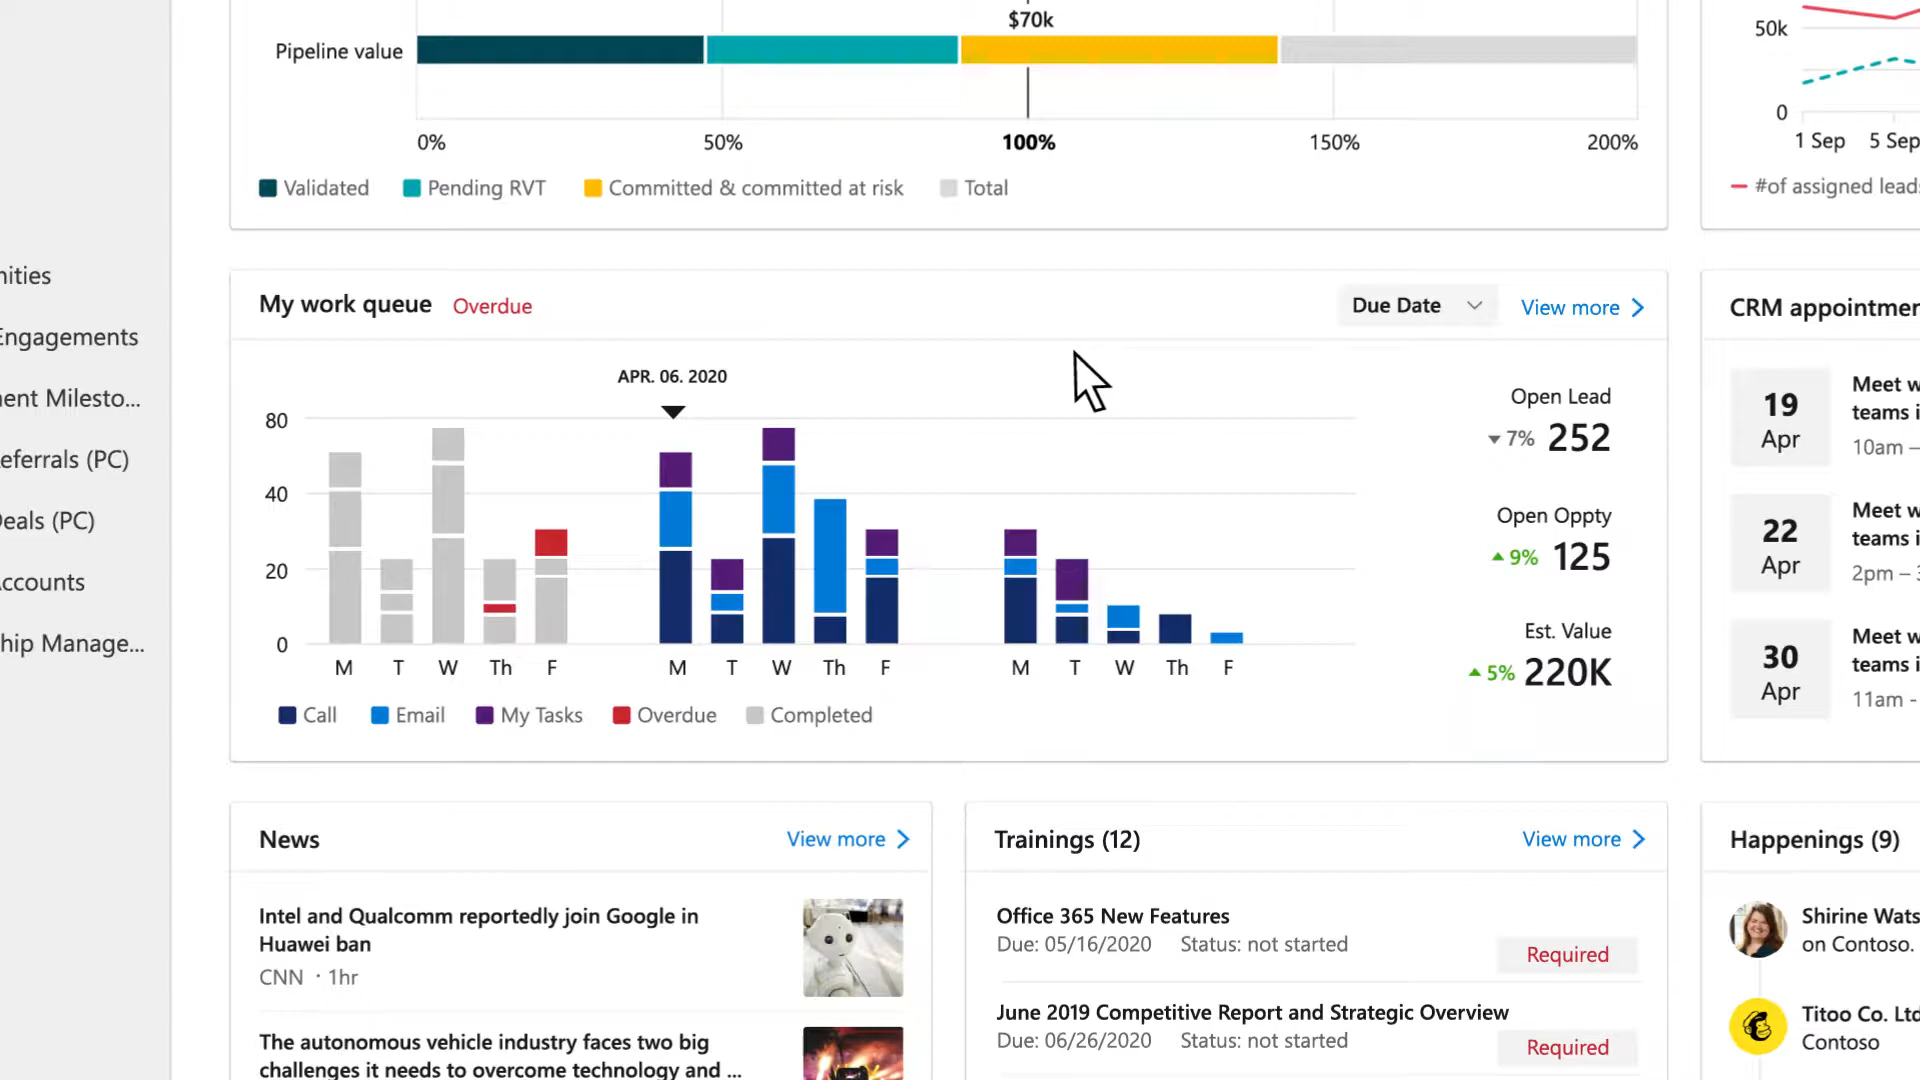 $70k
Pipeline value
0% 50% 100% 150% 200%
Validated Pending RVT Committed & committed at risk Total
50k
0
1 Sep 5 Sep
#of assigned leads
nities
Engagements
ent Milesto...
eferrals (PC)
eals (PC)
ccounts
hip Manage...
My work queue Overdue
Due Date View more
APR. 06. 2020
80
40
20
0
M T W Th F M T W Th F M T W Th F
Call Email My Tasks Overdue Completed
Open Lead
7% 252
Open Oppty
9% 125
Est. Value
5% 220K
CRM appointmen
19 Apr
Meet w
teams i
10am –
22 Apr
Meet w
teams i
2pm – 3
30 Apr
Meet w
teams i
11am -
News View more
Intel and Qualcomm reportedly join Google in
Huawei ban
CNN · 1hr
The autonomous vehicle industry faces two big
challenges it needs to overcome technology and ...
Trainings (12) View more
Office 365 New Features
Due: 05/16/2020 Status: not started
Required
June 2019 Competitive Report and Strategic Overview
Due: 06/26/2020 Status: not started
Required
Happenings (9)
Shirine Wats
on Contoso.
Titoo Co. Ltd
Contoso